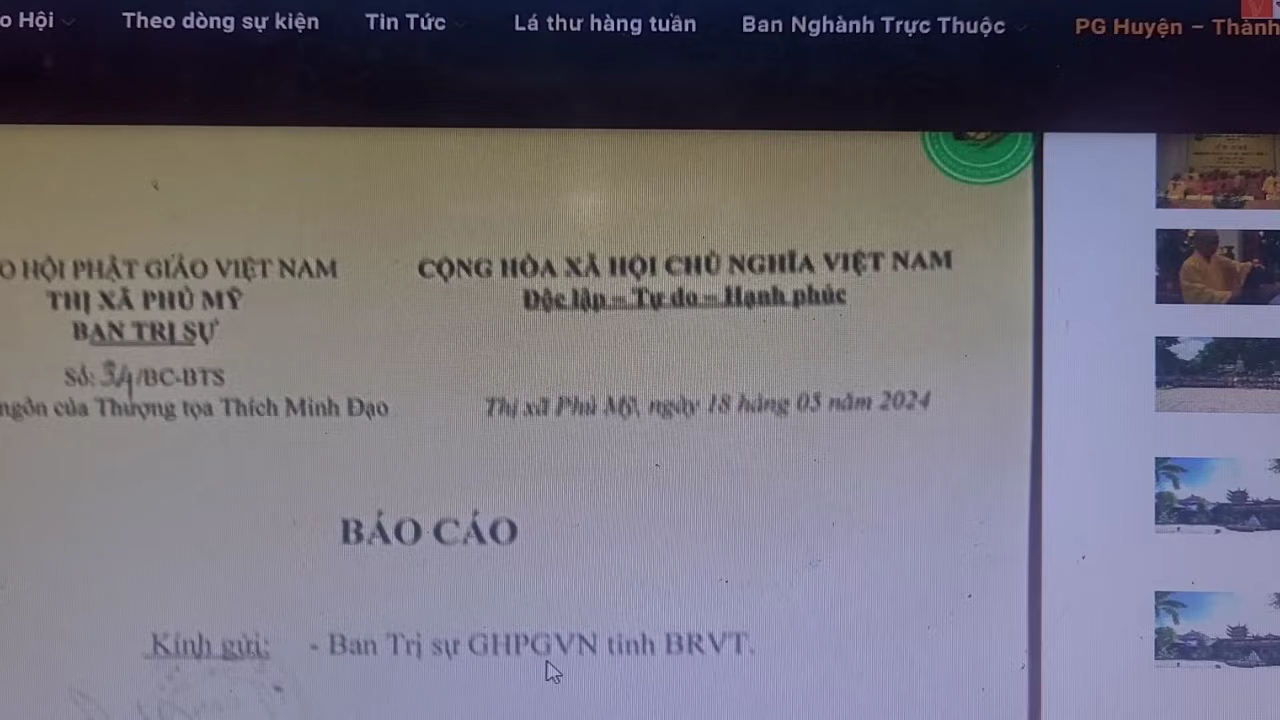 o Hội Theo dòng sự kiện Tin Tức Lá thư hàng tuần Ban Nghành Trực Thuộc PG Huyện – Thành
O HỘI PHẬT GIÁO VIỆT NAM
THỊ XÃ PHÚ MỸ
BAN TRỊ SỰ
Số: 34/BC-BTS
ngôn của Thượng tọa Thích Minh Đạo
CỘNG HÒA XÃ HỘI CHỦ NGHĨA VIỆT NAM
Độc lập – Tự do – Hạnh phúc
Thị xã Phú Mỹ, ngày 18 háng 05 năm 2024
BÁO CÁO
Kính gửi: - Ban Trị sự GHPGVN tỉnh BRVT.